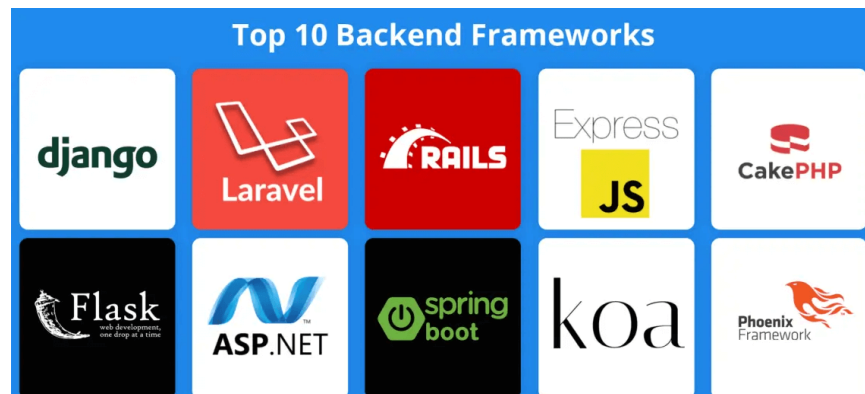 Top 10 Backend Frameworks
django
Laravel
RAILS
Express
JS
CakePHP
Flask
web development,
one drop at a time
ASP.NET
TM
spring
boot
koa
Phoenix
Framework